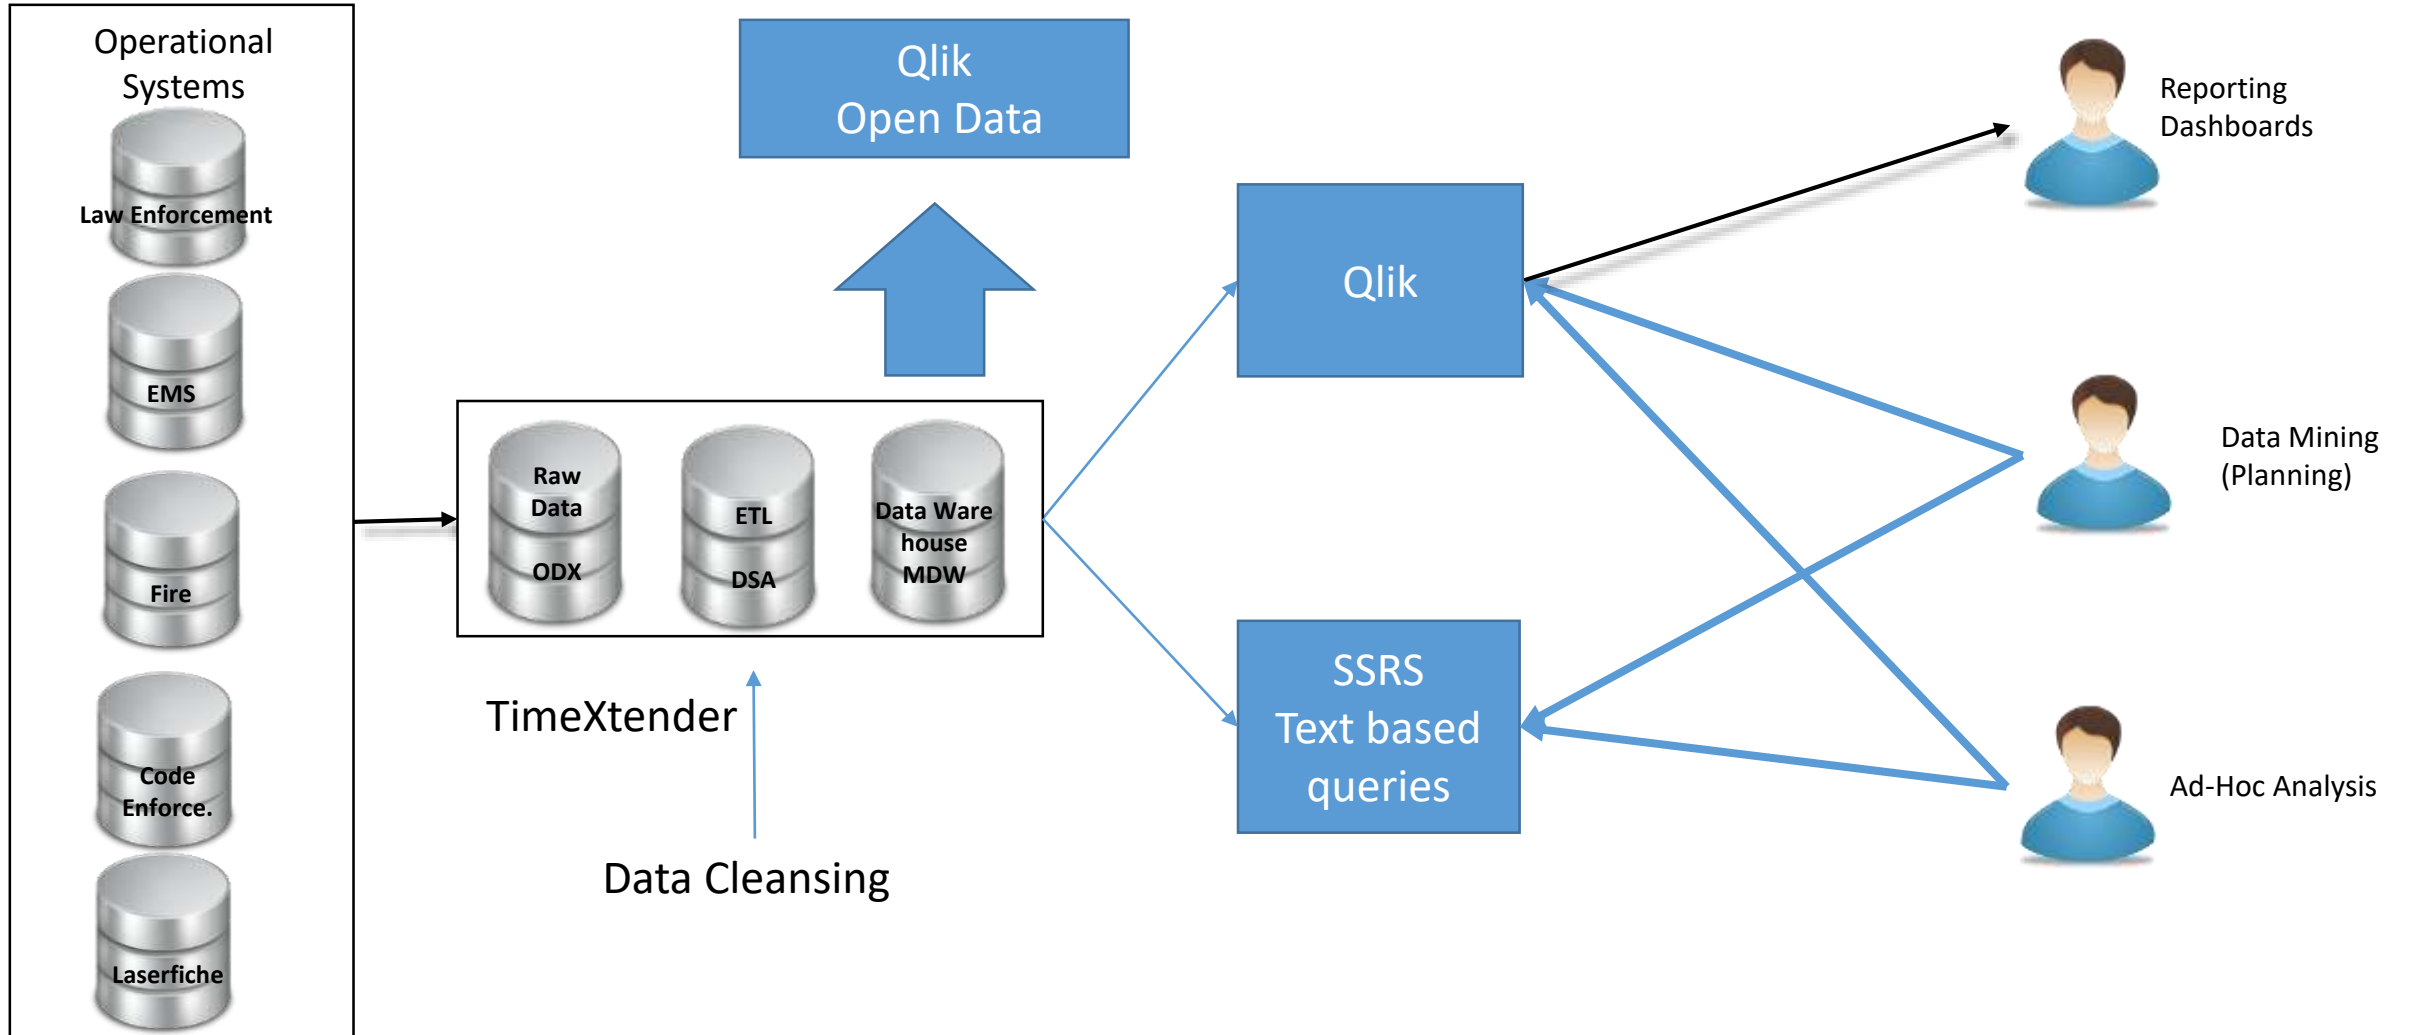 Operational
Systems
Law Enforcement
EMS
Fire
Code
Enforce.
Laserfiche
Qlik
Open Data
Raw
Data
ODX
ETL
DSA
Data Ware
house
MDW
TimeXtender
Data Cleansing
Qlik
SSRS
Text based
queries
Reporting
Dashboards
Data Mining
(Planning)
Ad-Hoc Analysis